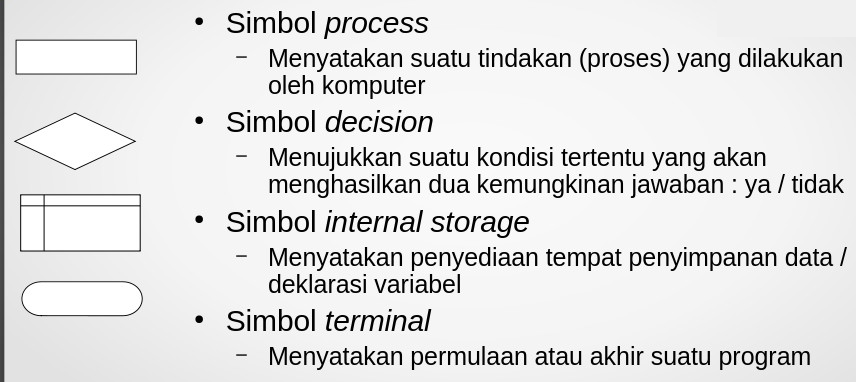 • Simbol process
– Menyatakan suatu tindakan (proses) yang dilakukan
oleh komputer
• Simbol decision
– Menujukkan suatu kondisi tertentu yang akan
menghasilkan dua kemungkinan jawaban : ya / tidak
• Simbol internal storage
– Menyatakan penyediaan tempat penyimpanan data /
deklarasi variabel
• Simbol terminal
– Menyatakan permulaan atau akhir suatu program